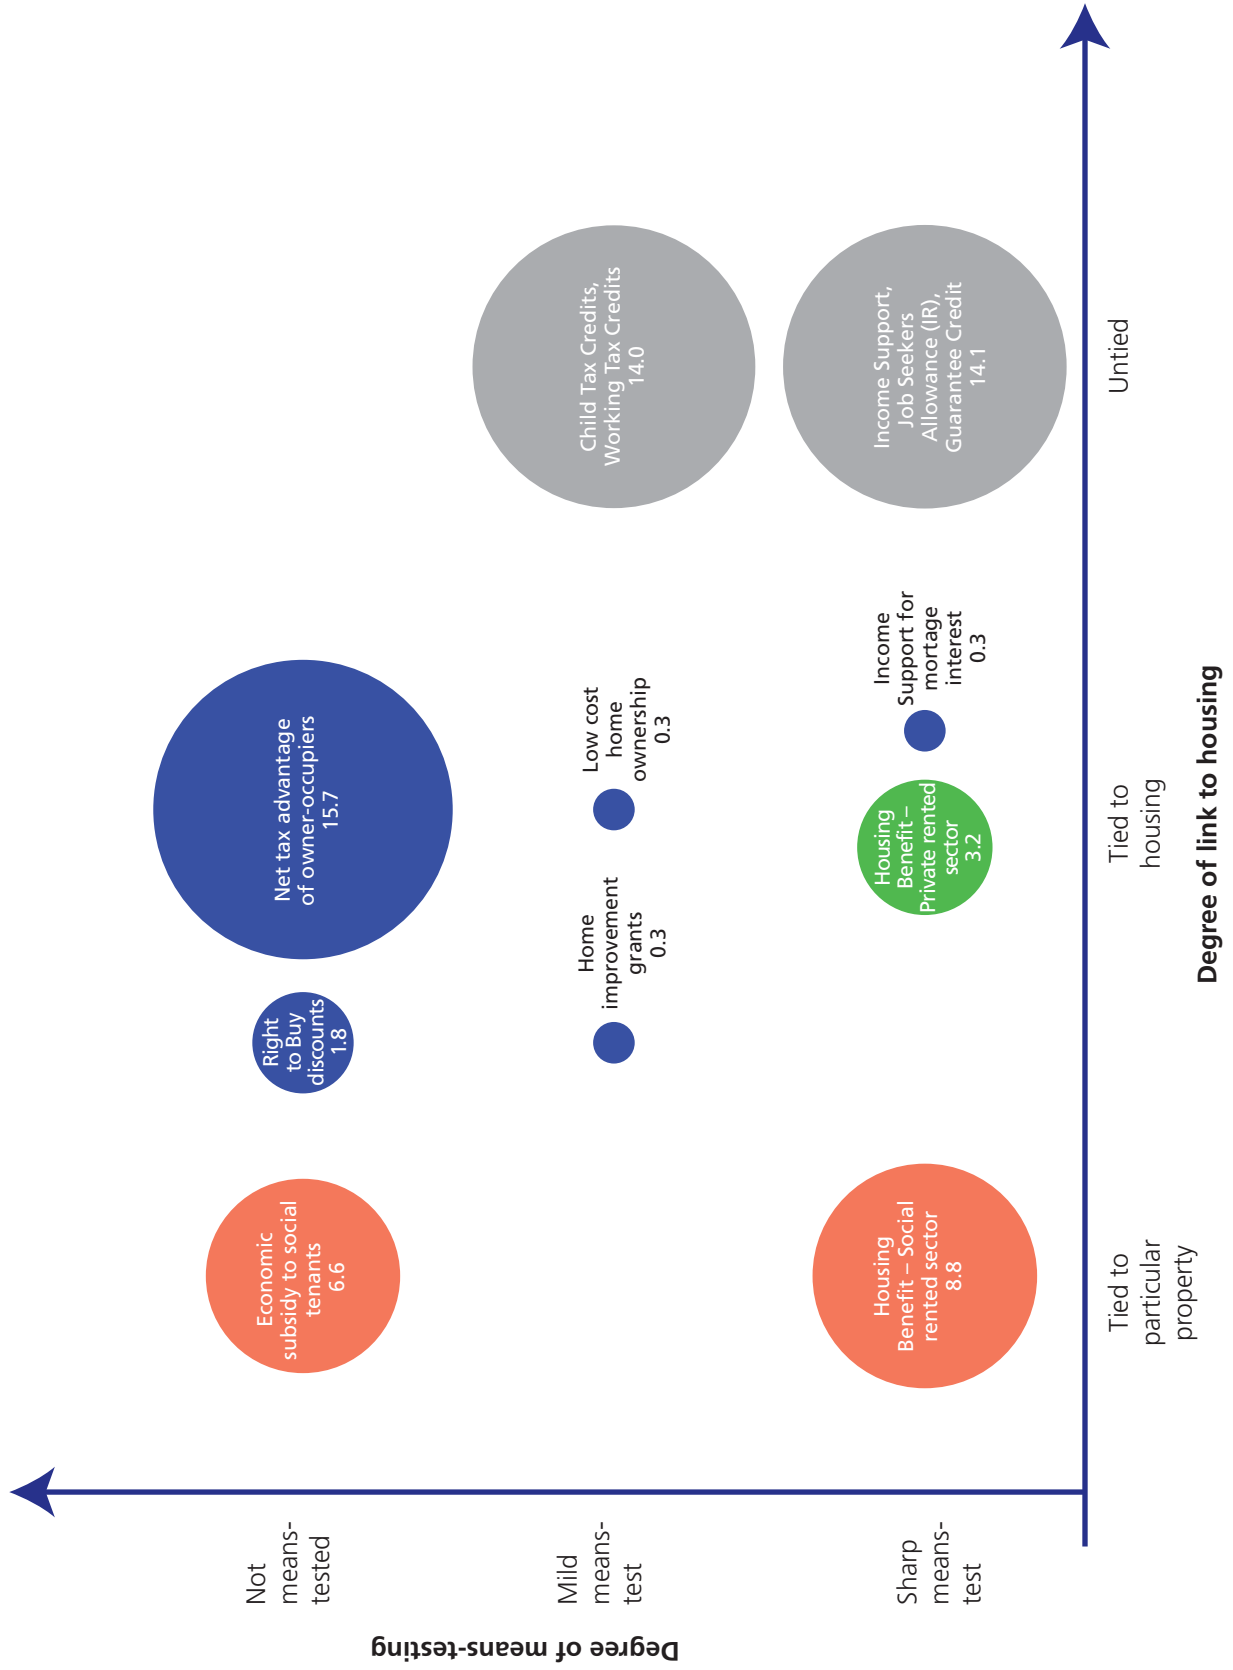 Degree of means-testing
Not
means-
tested
Mild
means-
test
Sharp
means-
test
Economic
subsidy to social
tenants
6.6
Right
to Buy
discounts
1.8
Net tax advantage
of owner-occupiers
15.7
Home
improvement
grants
0.3
Low cost
home
ownership
0.3
Child Tax Credits,
Working Tax Credits
14.0
Housing
Benefit – Social
rented sector
8.8
Housing
Benefit –
Private rented
sector
3.2
Income
Support for
mortage
interest
0.3
Income Support,
Job Seekers
Allowance (IR),
Guarantee Credit
14.1
Tied to
particular
property
Tied to
housing
Untied
Degree of link to housing